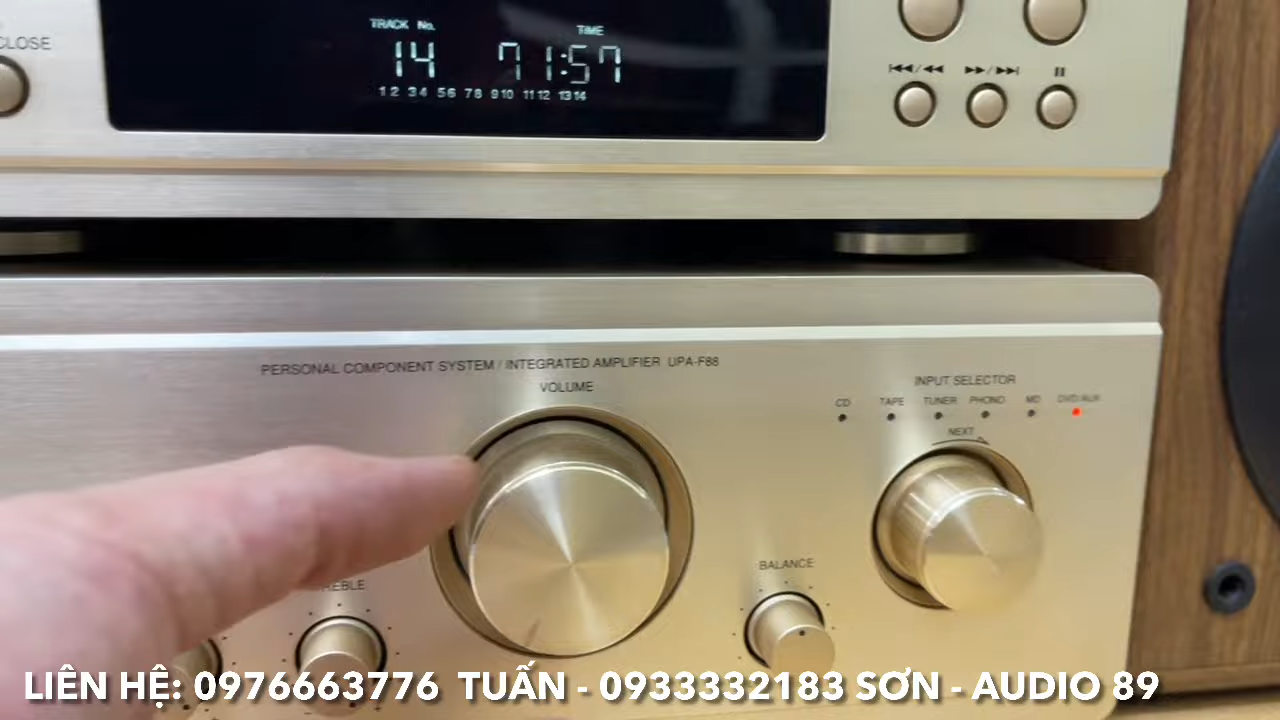 CLOSE
TRACK No. TIME
14 71:57
1 2 3 4 5 6 7 8 9 10 11 12 13 14
PERSONAL COMPONENT SYSTEM / INTEGRATED AMPLIFIER UPA-F88
VOLUME
INPUT SELECTOR
CD TAPE TUNER PHONO MD DVD/AUX
NEXT
BALANCE
LIÊN HỆ: 0976663776 TUẤN - 0933332183 SƠN - AUDIO 89